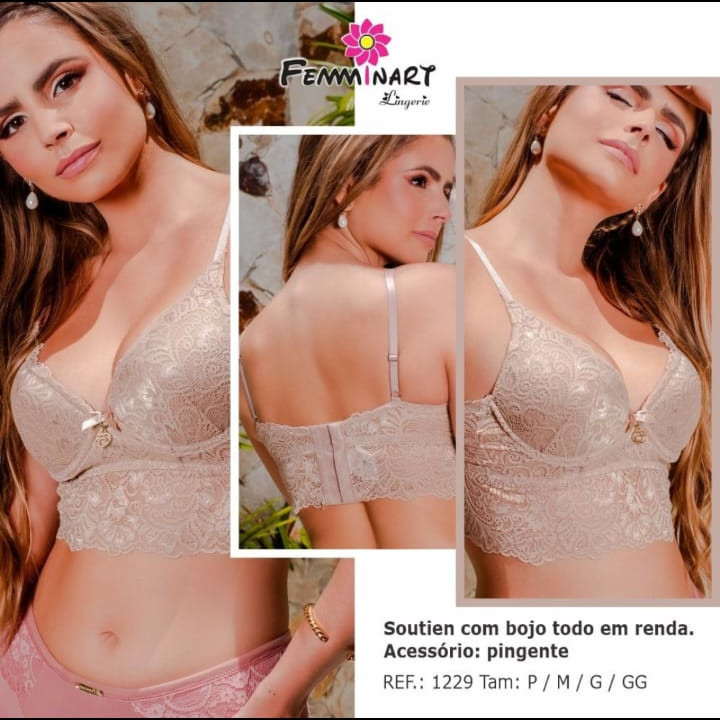 FEMMINART
Lingerie
Soutien com bojo todo em renda.
Acessório: pingente
REF.: 1229 Tam: P / M / G / GG